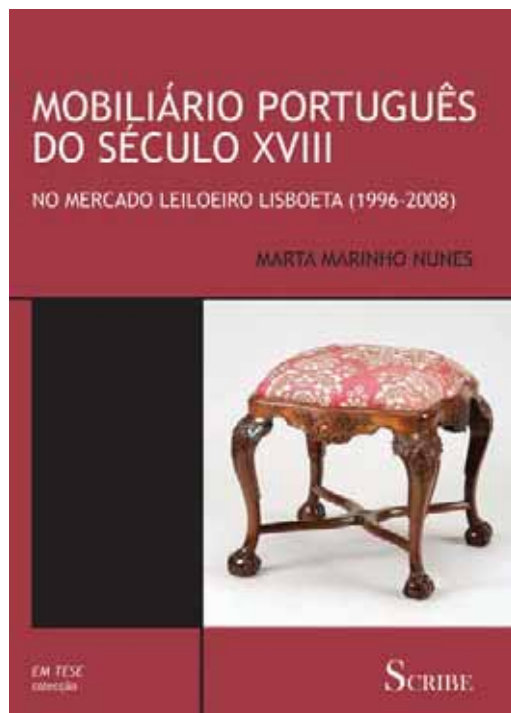 MOBILIÁRIO PORTUGUÊS
DO SÉCULO XVIII
NO MERCADO LEILOEIRO LISBOETA (1996-2008)
MARTA MARINHO NUNES
EM TESE
colecção
SCRIBE